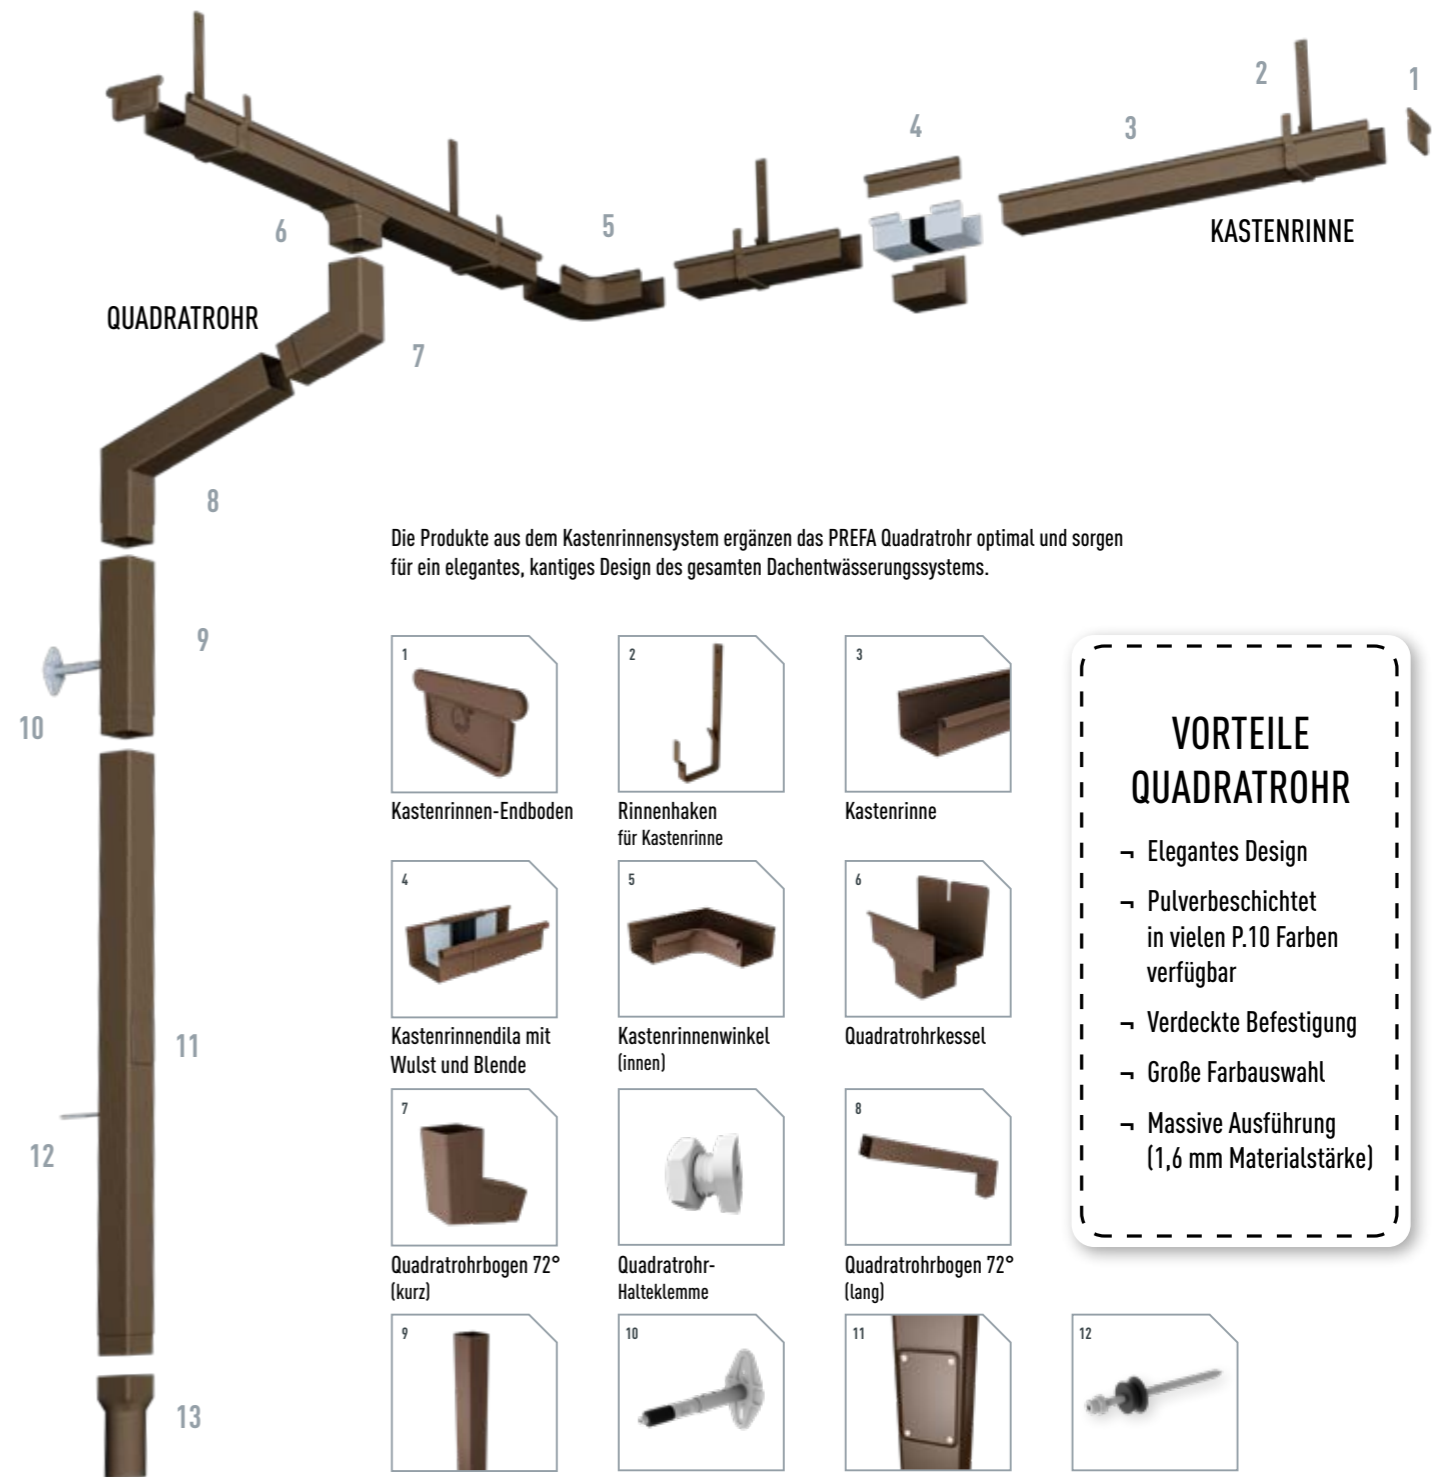 2
1
4
3
6
5
KASTENRINNE
QUADRATROHR
7
8
Die Produkte aus dem Kastenrinnensystem ergänzen das PREFA Quadratrohr optimal und sorgen
für ein elegantes, kantiges Design des gesamten Dachentwässerungssystems.
9
10
11
12
13
1
Kastenrinnen-Endboden
2
Rinnenhaken
für Kastenrinne
3
Kastenrinne
4
Kastenrinnendila mit
Wulst und Blende
5
Kastenrinnenwinkel
(innen)
6
Quadratrohrkessel
7
Quadratrohrbogen 72°
(kurz)
Quadratrohr-
Halteklemme
8
Quadratrohrbogen 72°
(lang)
9
10
11
12
VORTEILE
QUADRATROHR
¬ Elegantes Design
¬ Pulverbeschichtet
in vielen P.10 Farben
verfügbar
¬ Verdeckte Befestigung
¬ Große Farbauswahl
¬ Massive Ausführung
(1,6 mm Materialstärke)